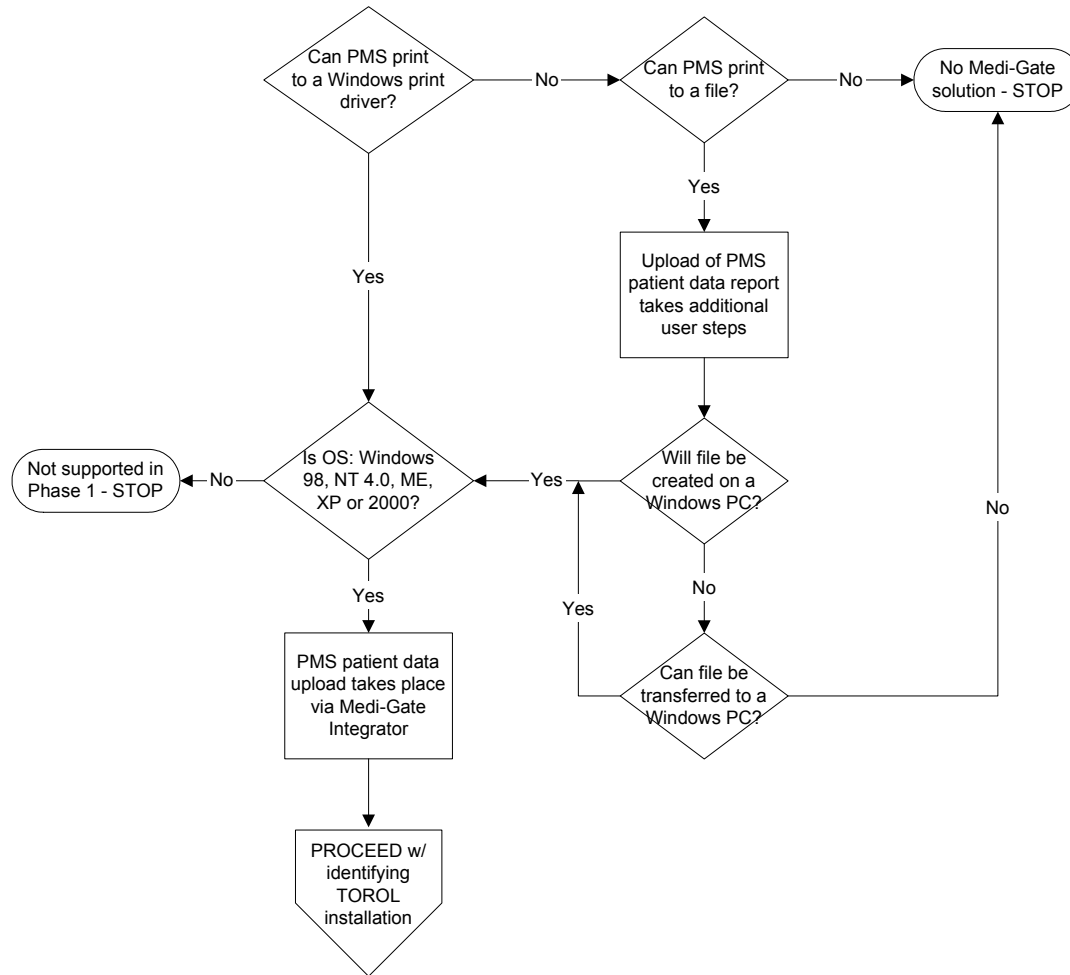 Can PMS print
to a Windows print
driver?
No
Can PMS print
to a file?
No
No Medi-Gate
solution - STOP
Yes
Upload of PMS
patient data report
takes additional
user steps
Yes
Not supported in
Phase 1 - STOP
No
Is OS: Windows
98, NT 4.0, ME,
XP or 2000?
Yes
Will file be
created on a
Windows PC?
No
Yes
No
Yes
PMS patient data
upload takes place
via Medi-Gate
Integrator
Can file be
transferred to a
Windows PC?
PROCEED w/
identifying
TOROL
installation